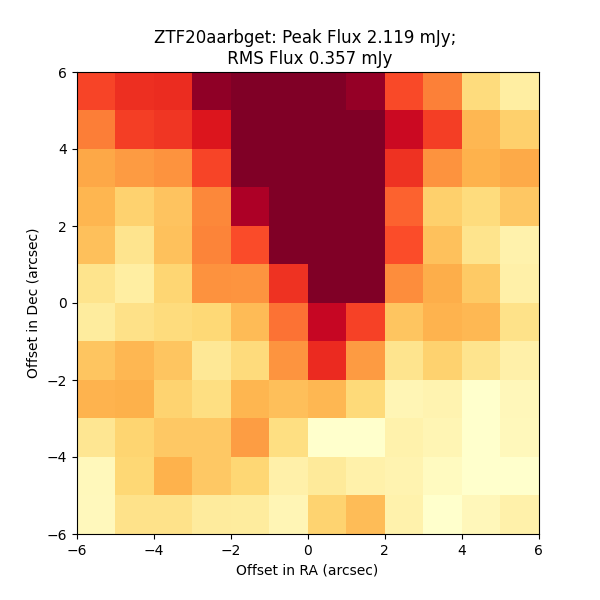 ZTF20aarbget: Peak Flux 2.119 mJy;
RMS Flux 0.357 mJy
6
4
2
0
−2
−4
−6
Offset in Dec (arcsec)
−6 −4 −2 0 2 4 6
Offset in RA (arcsec)